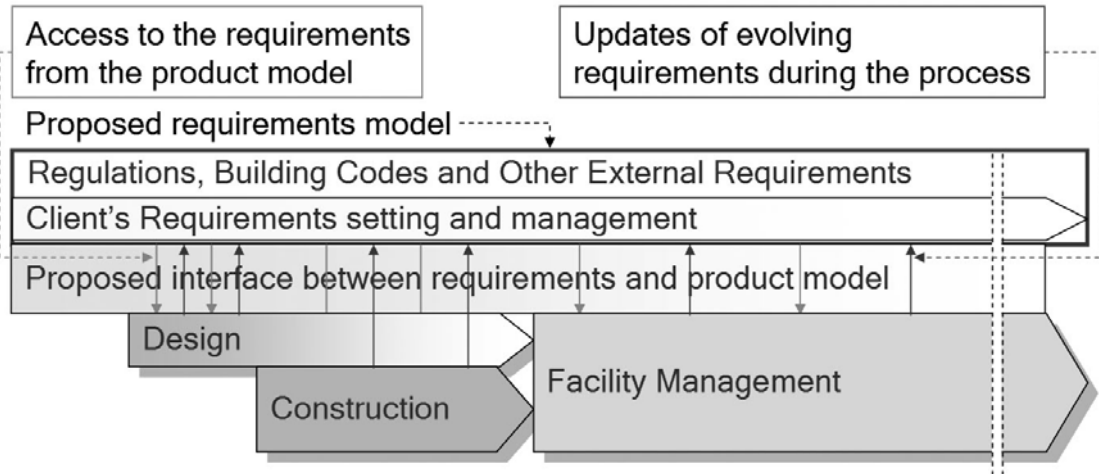 Access to the requirements
from the product model
Updates of evolving
requirements during the process
Proposed requirements model
Regulations, Building Codes and Other External Requirements
Client's Requirements setting and management
Proposed interface between requirements and product model
Design
Facility Management
Construction